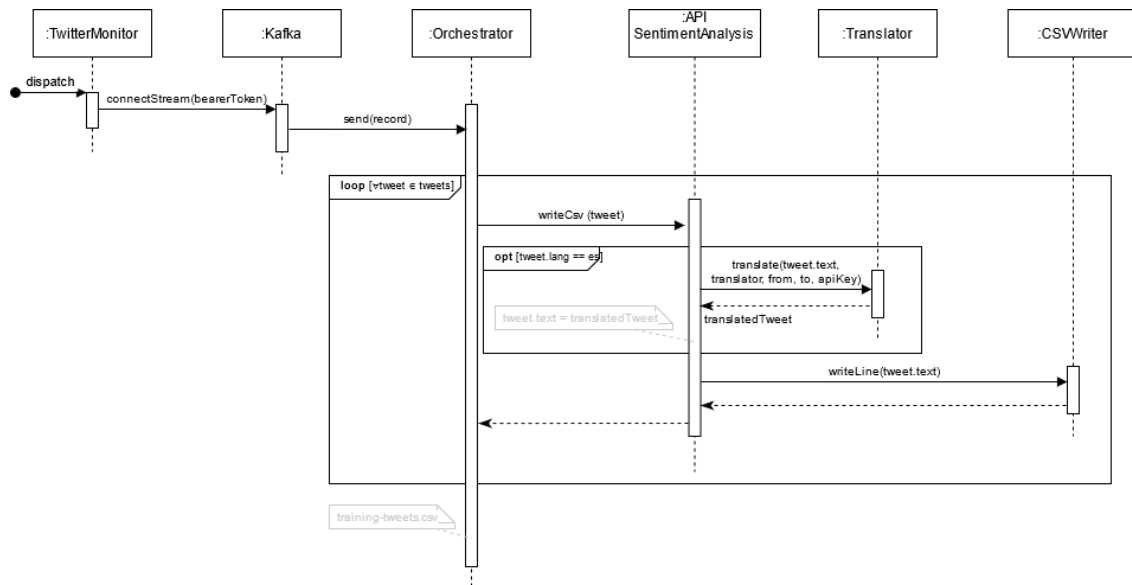 :TwitterMonitor
:Kafka
:Orchestrator
:API
SentimentAnalysis
:Translator
:CSVWriter
dispatch
connectStream(bearerToken)
send(record)
loop [∀tweet ∈ tweets]
writeCsv (tweet)
opt [tweet.lang == es]
translate(tweet.text,
translator, from, to, apiKey)
tweet.text = translatedTweet
translatedTweet
writeLine(tweet.text)
training-tweets.csv